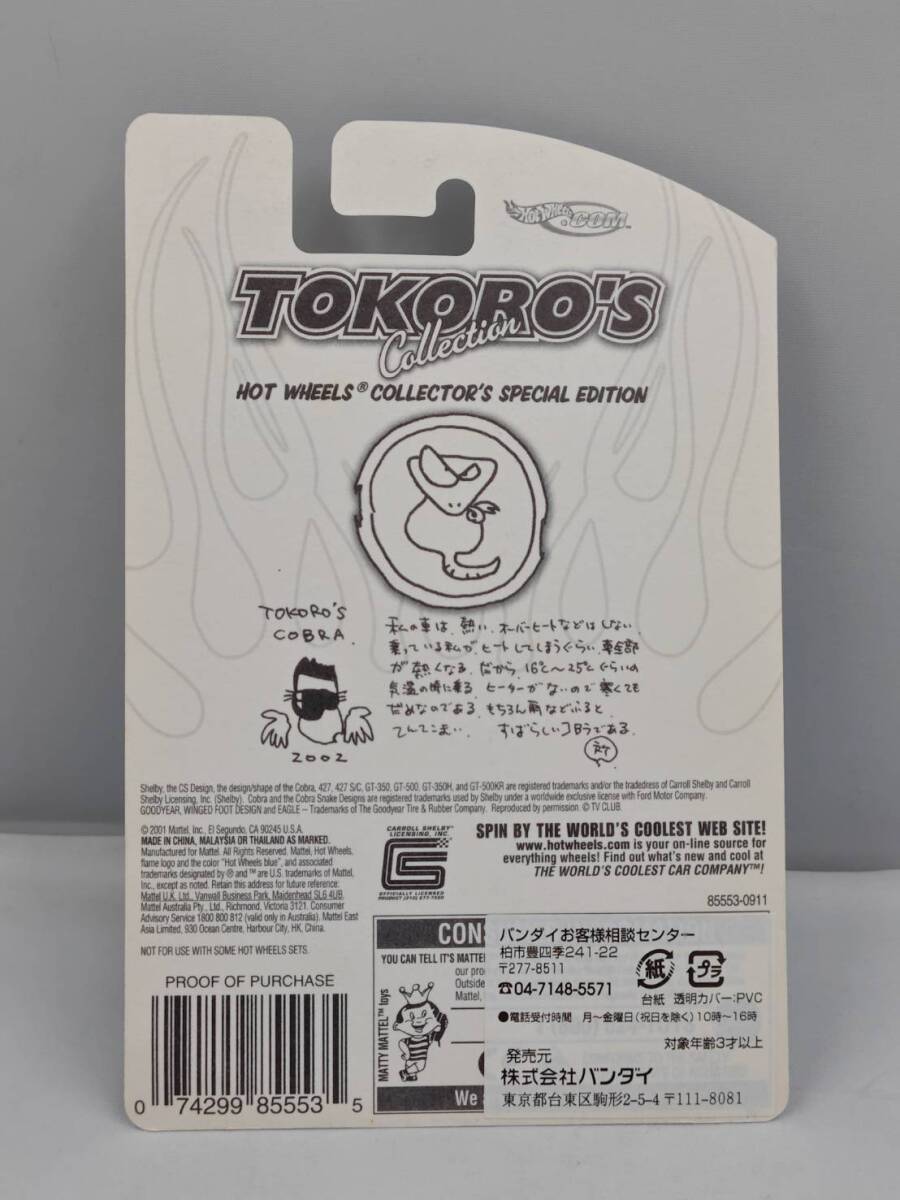 HOT WHEELS.COM™
TOKORO'S
Collection
HOT WHEELS® COLLECTOR'S SPECIAL EDITION
TOKORO'S
COBRA
2002
私の車は、熱い、オーバーヒートなどはしない
乗っている私が、ヒートしてしまうぐらい、車全部
が熱くなる、だから、16℃〜25℃ぐらいの
気温の時に乗る、ヒーターがないので寒くても
だめなのである、もちろん雨などふると
てんてこまい、すばらしいコブラである。
所
Shelby, the CS Design, the design/shape of the Cobra, 427, 427 S/C, GT-350, GT-500, GT-350H, and GT-500KR are registered trademarks and/or the tradedress of Carroll Shelby and Carroll
Shelby Licensing, Inc. (Shelby). Cobra and the Cobra Snake Designs are registered trademarks used by Shelby under a worldwide exclusive license with Ford Motor Company.
GOODYEAR, WINGED FOOT DESIGN and EAGLE – Trademarks of The Goodyear Tire & Rubber Company. Reproduced by permission. © TV CLUB.
© 2001 Mattel, Inc., El Segundo, CA 90245 U.S.A.
MADE IN CHINA, MALAYSIA OR THAILAND AS MARKED.
Manufactured for Mattel. All Rights Reserved. Mattel, Hot Wheels,
flame logo and the color "Hot Wheels blue", and associated
trademarks designated by ® and ™ are U.S. trademarks of Mattel,
Inc., except as noted. Retain this address for future reference:
Mattel U.K. Ltd., Vanwall Business Park, Maidenhead SL6 4UB.
Mattel Australia Pty., Ltd., Richmond, Victoria 3121. Consumer
Advisory Service 1800 800 812 (valid only in Australia). Mattel East
Asia Limited, 930 Ocean Centre, Harbour City, HK, China.
NOT FOR USE WITH SOME HOT WHEELS SETS.
CARROLL SHELBY
LICENSING, INC.
OFFICIALLY LICENSED
SPIN BY THE WORLD'S COOLEST WEB SITE!
www.hotwheels.com is your on-line source for
everything wheels! Find out what's new and cool at
THE WORLD'S COOLEST CAR COMPANY™!
85553-0911
PROOF OF PURCHASE
0 74299 85553 5
CON
YOU CAN TELL IT'S MATTE
our pro
Outside
Mattel,
MATTY MATTEL™ toys
We
バンダイお客様相談センター
柏市豊四季241-22
〒277-8511
☎04-7148-5571
紙
プラ
台紙 透明カバー:PVC
●電話受付時間 月〜金曜日(祝日を除く)10時〜16時
対象年齢3才以上
発売元
株式会社バンダイ
東京都台東区駒形2-5-4〒111-8081